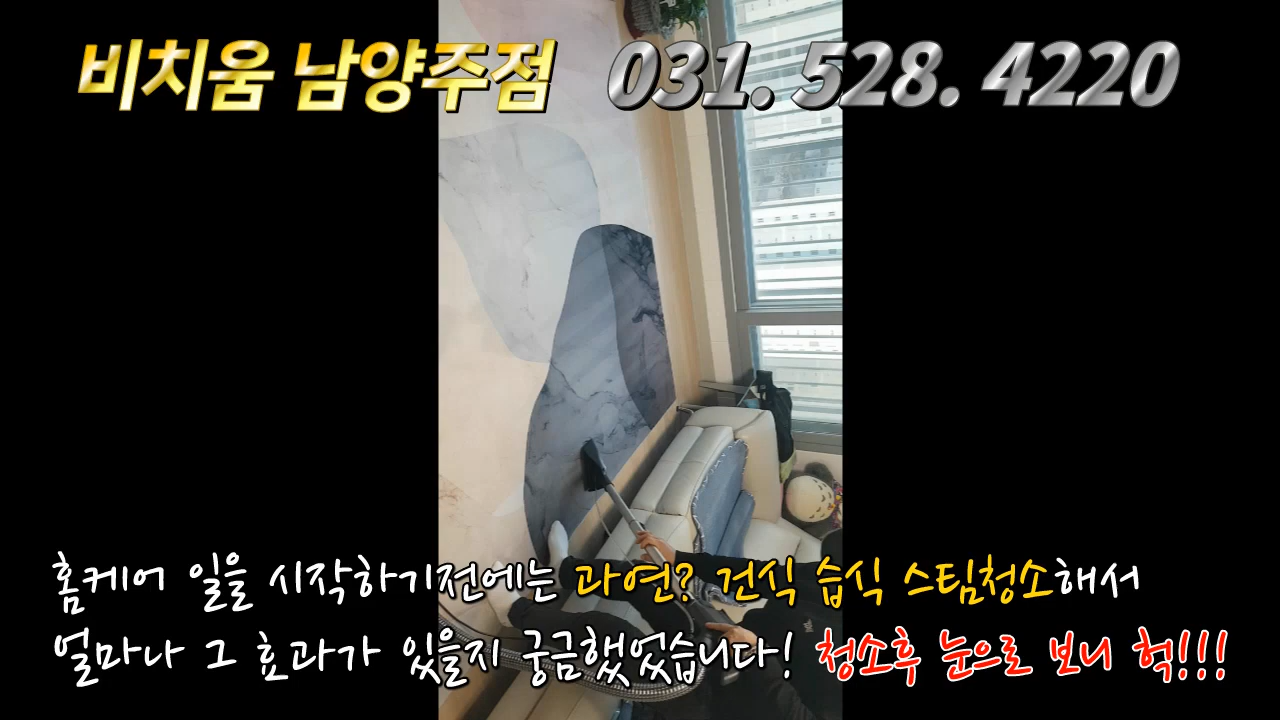 비치움 남양주점 031. 528. 4220
홈케어 일을 시작하기전에는 과연? 건식 습식 스팀청소해서
얼마나 그 효과가 있을지 궁금했었습니다! 청소후 눈으로 보니 헉!!!